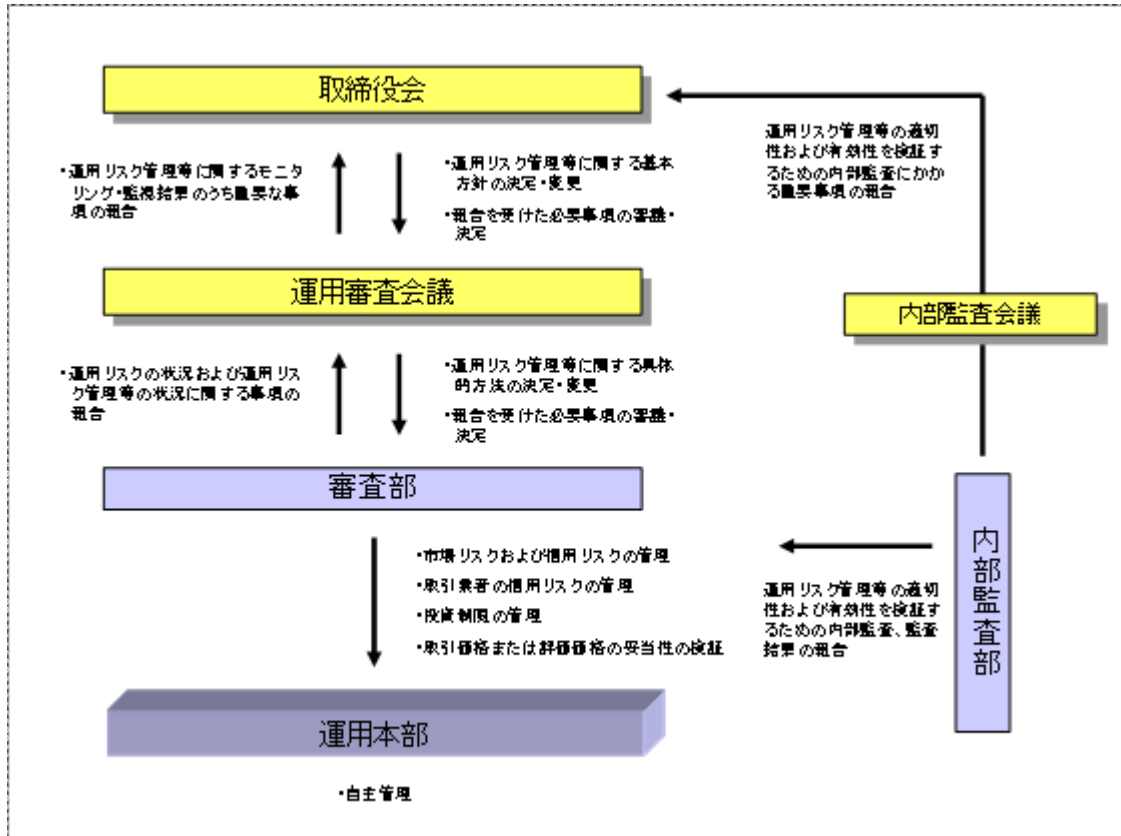 取締役会
・運用リスク管理等に関するモニタ
リング・監視結果のうち重要な事
項の報告
・運用リスク管理等に関する基本
方針の決定・変更
・報告を受けた必要事項の審議・
決定
運用リスク管理等の適切
性および有効性を検証す
るための内部監査にかか
る重要事項の報告
運用審査会議
内部監査会議
・運用リスクの状況および運用リス
ク管理等の状況に関する事項の
報告
・運用リスク管理等に関する具体
的方法の決定・変更
・報告を受けた必要事項の審議・
決定
審査部
・市場リスクおよび信用リスクの管理
・取引業者の信用リスクの管理
・投資制限の管理
・取引価格または評価価格の妥当性の検証
運用リスク管理等の適切
性および有効性を検証す
るための内部監査、監査
結果の報告
内部監査部
運用本部
・自主管理